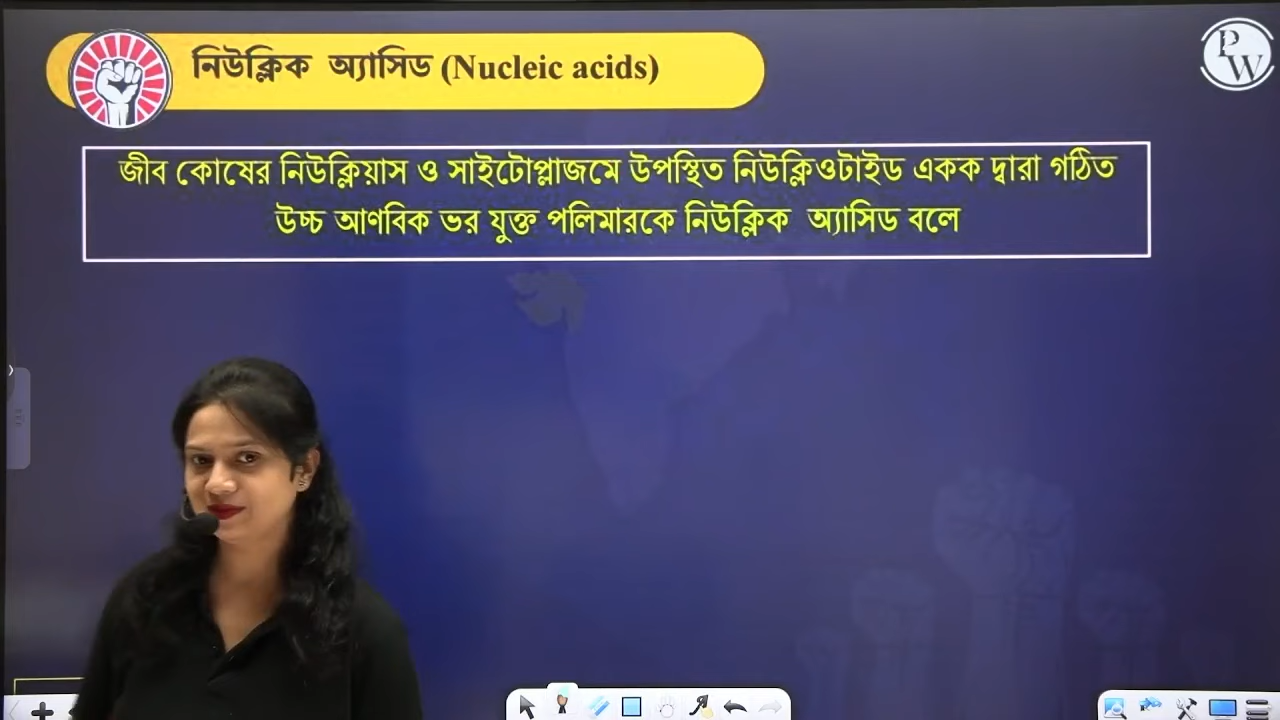 নিউক্লিক অ্যাসিড (Nucleic acids)
PW
জীব কোষের নিউক্লিয়াস ও সাইটোপ্লাজমে উপস্থিত নিউক্লিওটাইড একক দ্বারা গঠিত
উচ্চ আণবিক ভর যুক্ত পলিমারকে নিউক্লিক অ্যাসিড বলে